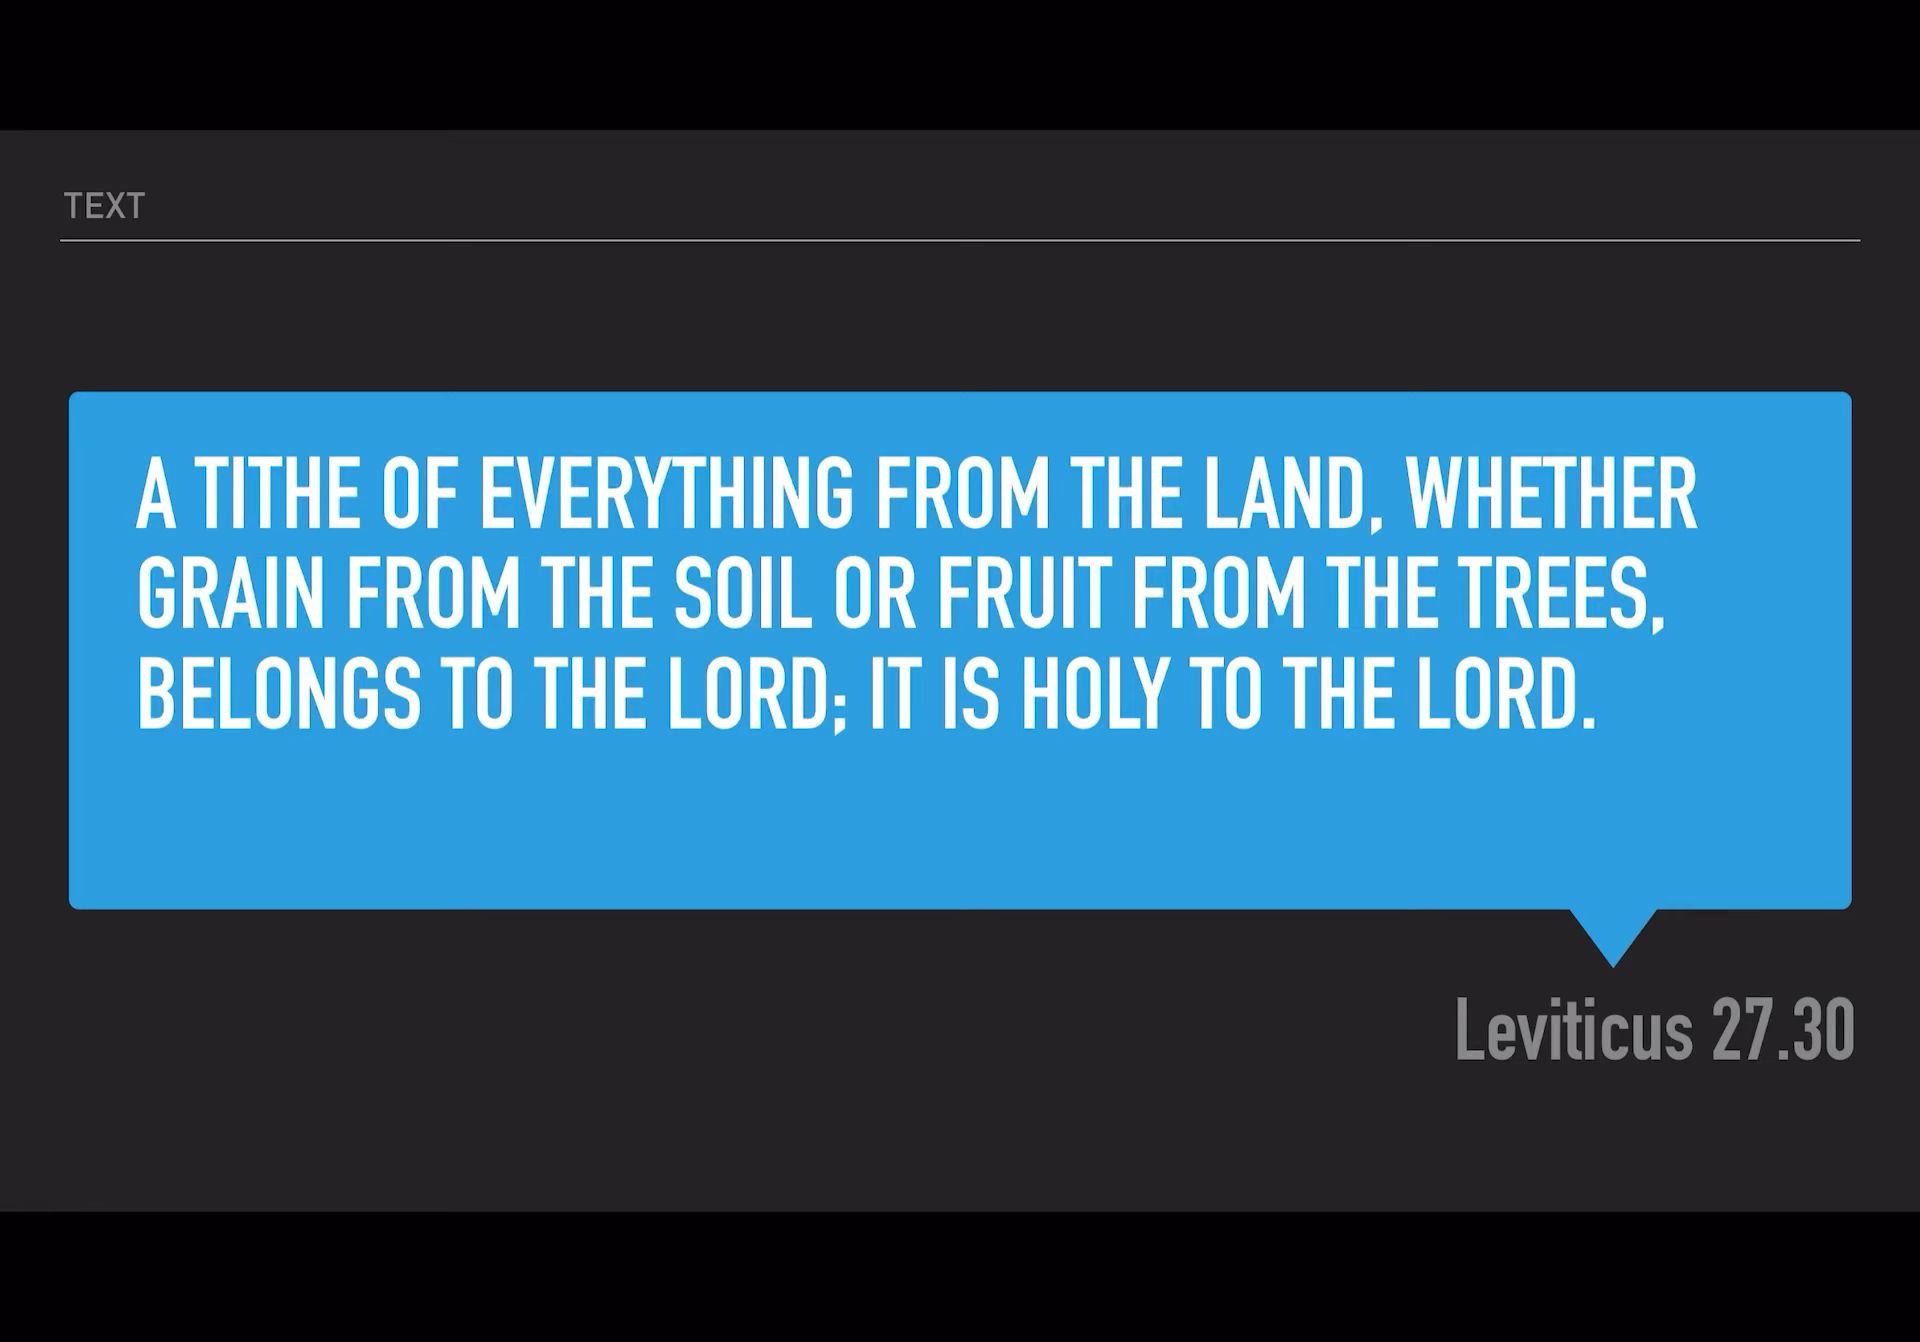 TEXT
A TITHE OF EVERYTHING FROM THE LAND, WHETHER
GRAIN FROM THE SOIL OR FRUIT FROM THE TREES,
BELONGS TO THE LORD; IT IS HOLY TO THE LORD.
Leviticus 27.30